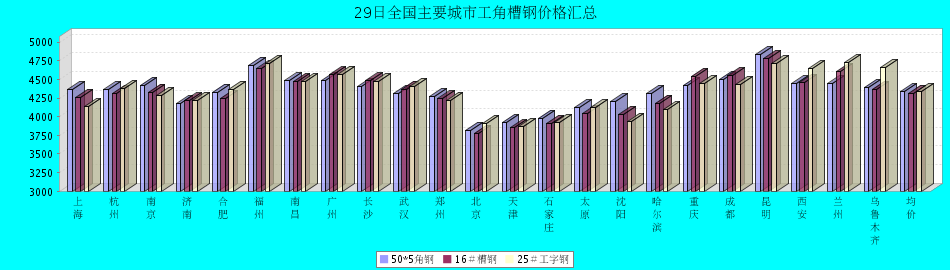 29日全国主要城市工角槽钢价格汇总
5000
4750
4500
4250
4000
3750
3500
3250
3000
上海
杭州
南京
济南
合肥
福州
南昌
广州
长沙
武汉
郑州
北京
天津
石家庄
太原
沈阳
哈尔滨
重庆
成都
昆明
西安
兰州
乌鲁木齐
均价
50*5角钢 16#槽钢 25#工字钢